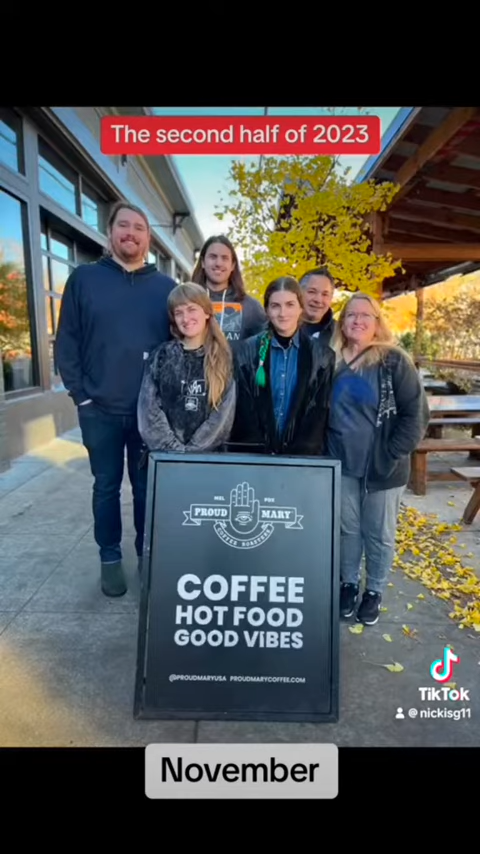 The second half of 2023
MEL PDX
PROUD MARY
COFFEE ROASTERS
COFFEE
HOT FOOD
GOOD VIBES
@PROUDMARYUSA PROUDMARYCOFFEE.COM
TikTok
@nickisg11
November